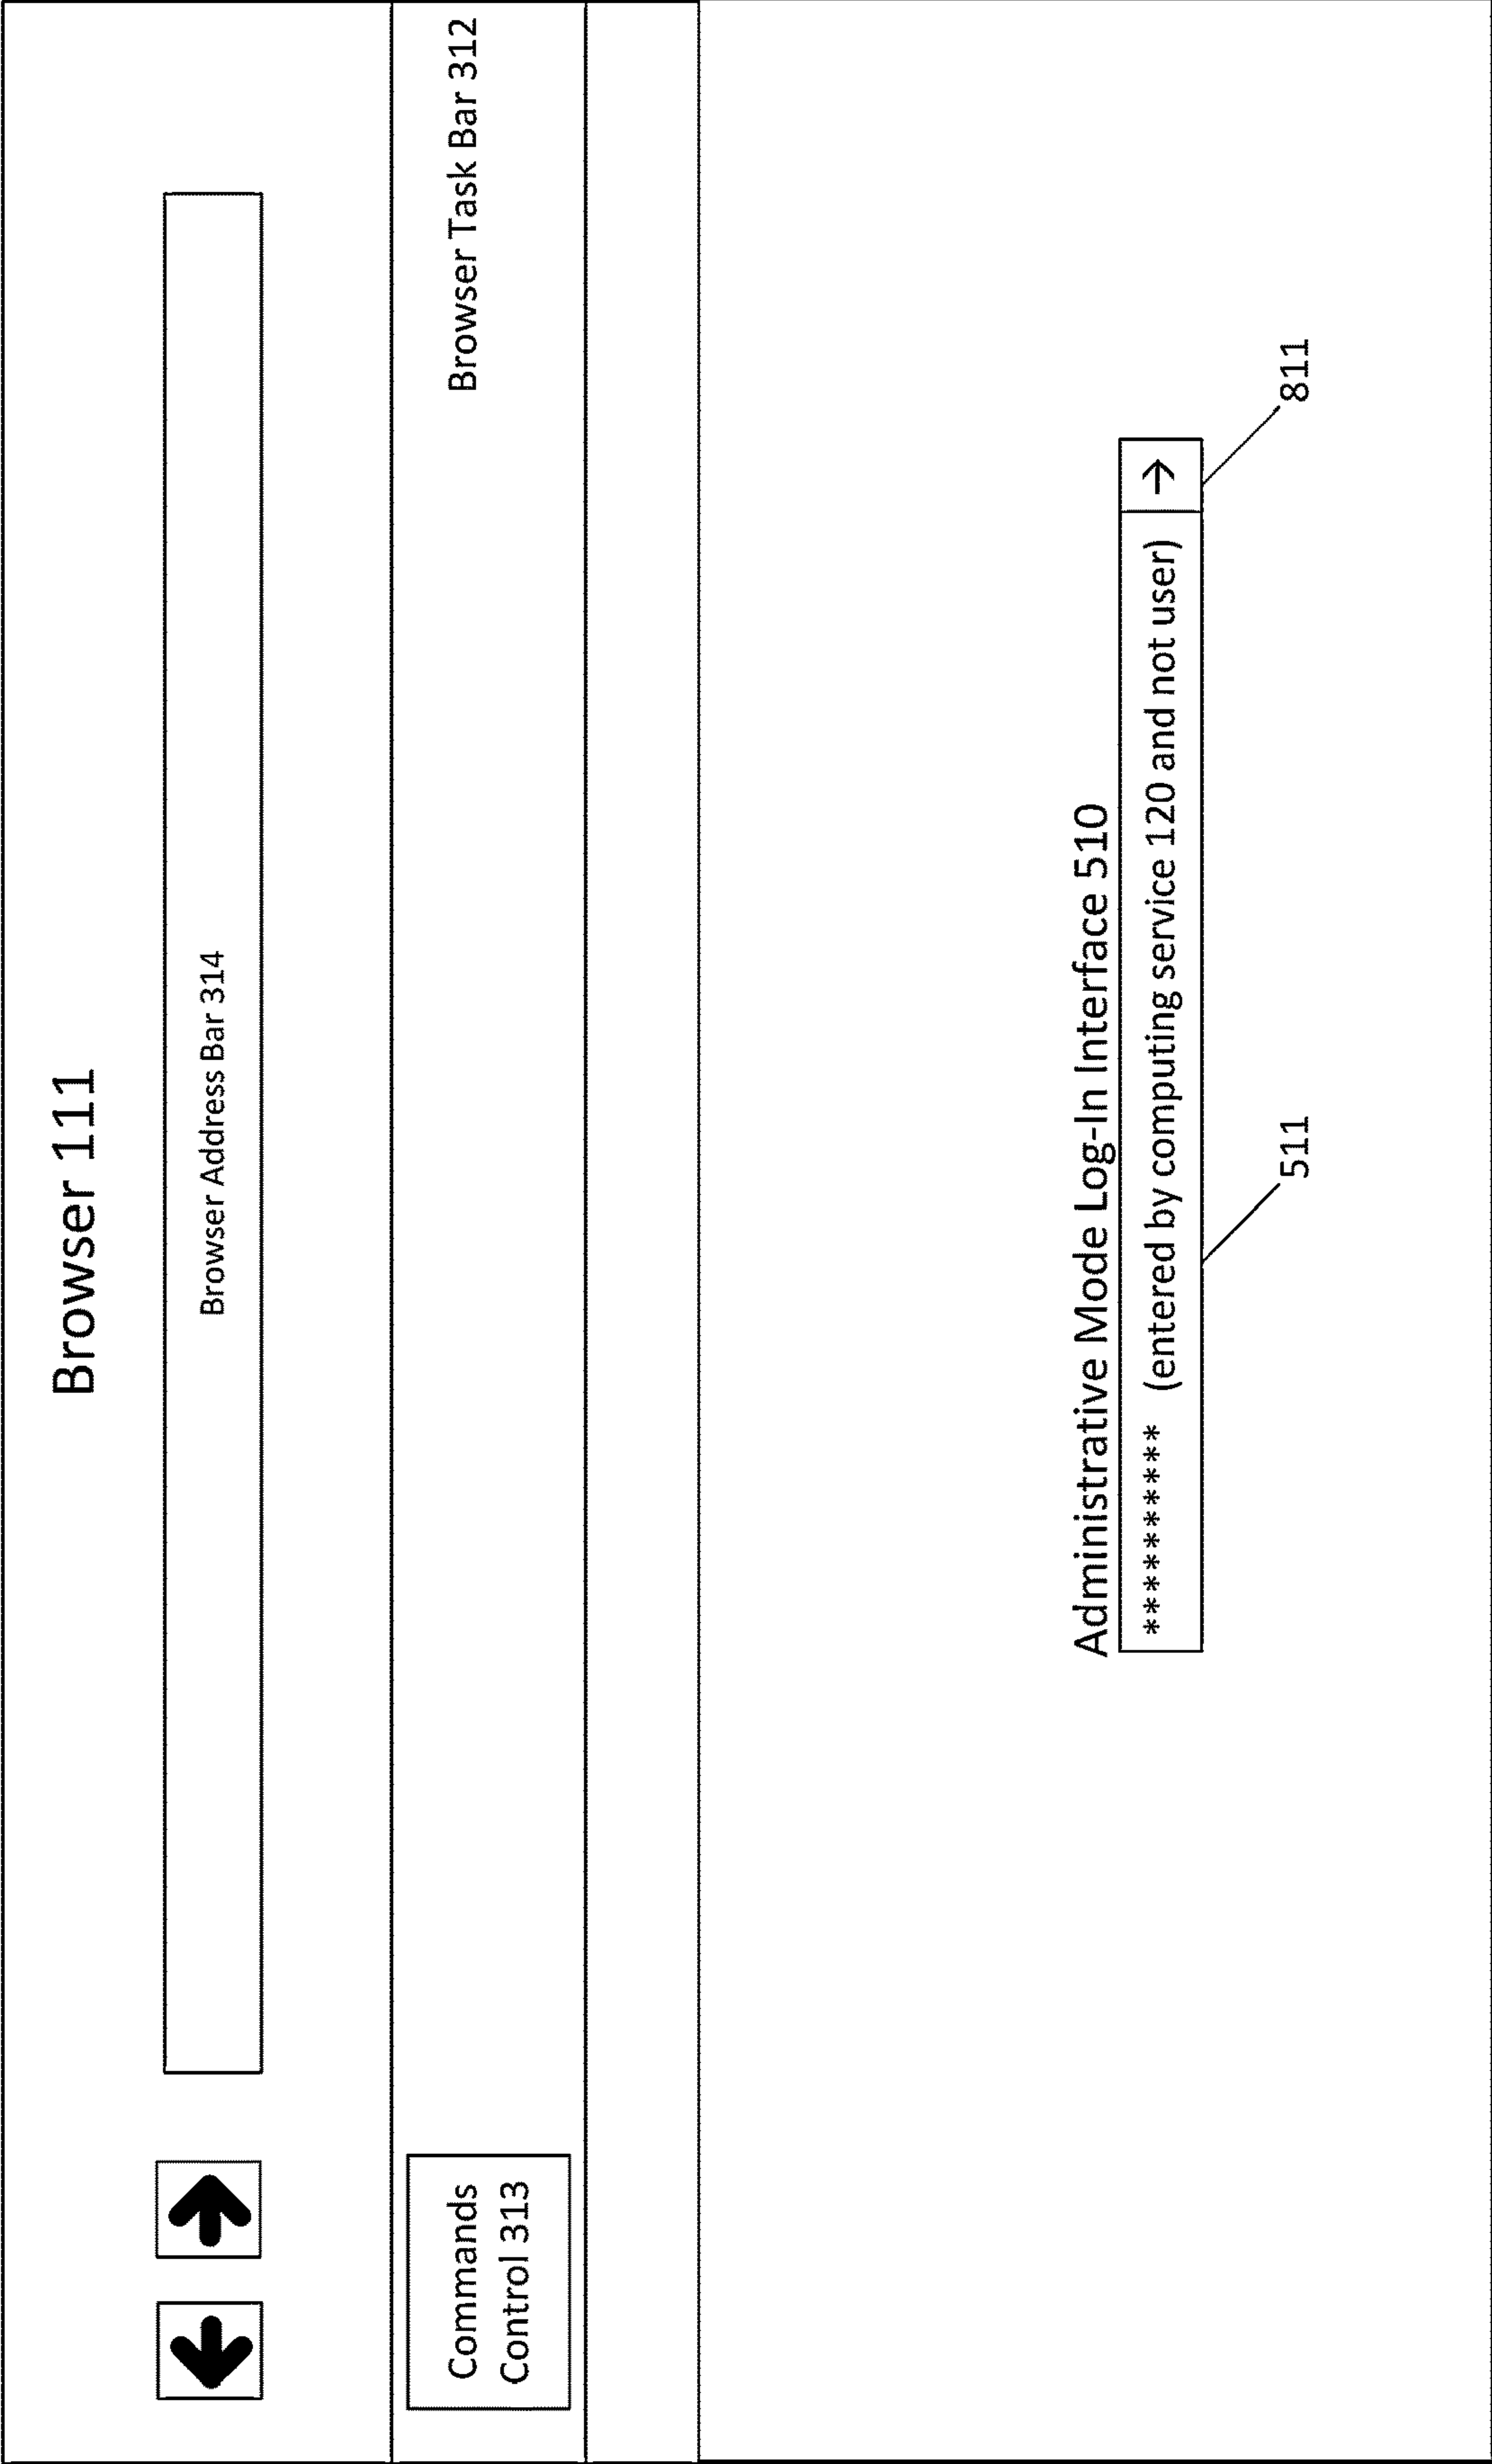 Browser 111
Browser Address Bar 314
Commands
Control 313
Browser Task Bar 312
Administrative Mode Log-In Interface 510
********** (entered by computing service 120 and not user) →
511
811